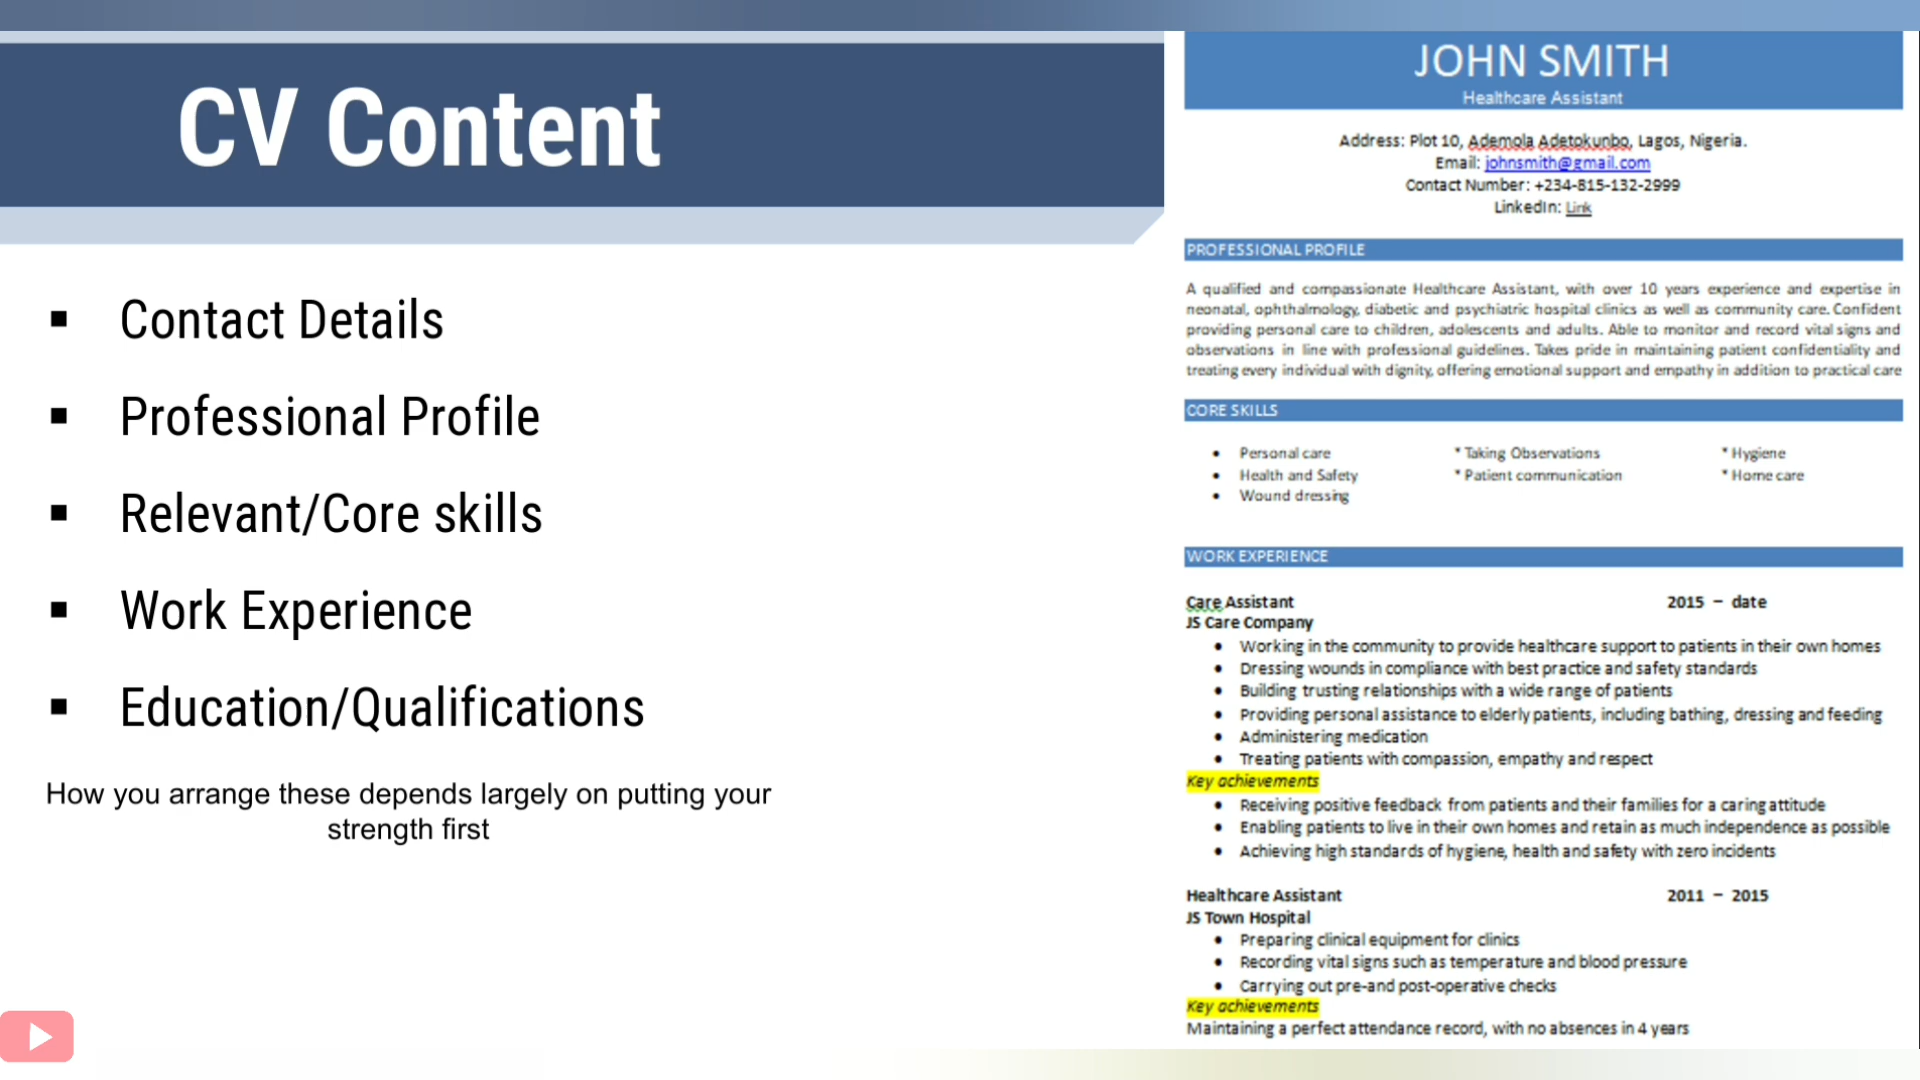 CV Content
▪ Contact Details
▪ Professional Profile
▪ Relevant/Core skills
▪ Work Experience
▪ Education/Qualifications
How you arrange these depends largely on putting your
strength first
JOHN SMITH
Healthcare Assistant
Address: Plot 10, Ademola Adetokunbo, Lagos, Nigeria.
Email: johnsmith@gmail.com
Contact Number: +234-815-132-2999
LinkedIn: Link
PROFESSIONAL PROFILE
A qualified and compassionate Healthcare Assistant, with over 10 years experience and expertise in
neonatal, ophthalmology, diabetic and psychiatric hospital clinics as well as community care. Confident
providing personal care to children, adolescents and adults. Able to monitor and record vital signs and
observations in line with professional guidelines. Takes pride in maintaining patient confidentiality and
treating every individual with dignity, offering emotional support and empathy in addition to practical care
CORE SKILLS
• Personal care * Taking Observations * Hygiene
• Health and Safety * Patient communication * Home care
• Wound dressing
WORK EXPERIENCE
Care Assistant 2015 – date
JS Care Company
• Working in the community to provide healthcare support to patients in their own homes
• Dressing wounds in compliance with best practice and safety standards
• Building trusting relationships with a wide range of patients
• Providing personal assistance to elderly patients, including bathing, dressing and feeding
• Administering medication
• Treating patients with compassion, empathy and respect
Key achievements
• Receiving positive feedback from patients and their families for a caring attitude
• Enabling patients to live in their own homes and retain as much independence as possible
• Achieving high standards of hygiene, health and safety with zero incidents
Healthcare Assistant 2011 – 2015
JS Town Hospital
• Preparing clinical equipment for clinics
• Recording vital signs such as temperature and blood pressure
• Carrying out pre-and post-operative checks
Key achievements
Maintaining a perfect attendance record, with no absences in 4 years